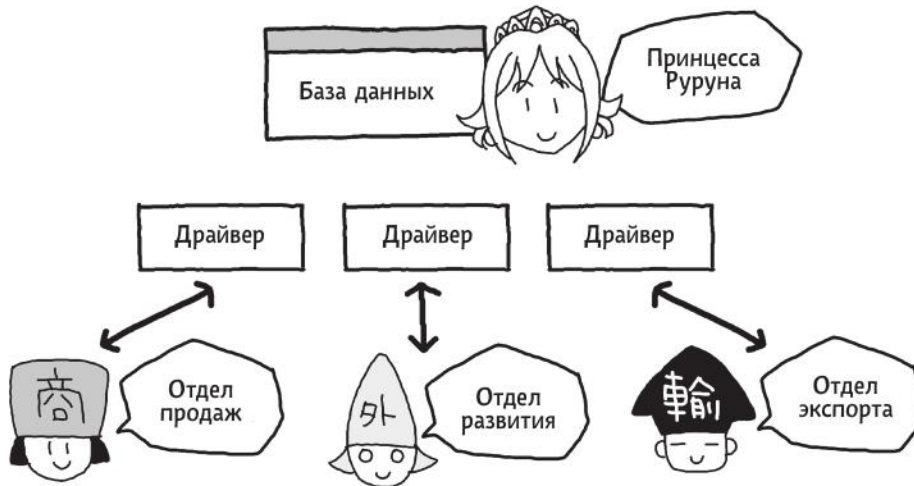 База данных
Принцесса
Руруна
Драйвер
Драйвер
Драйвер
商
Отдел
продаж
外
Отдел
развития
輸
Отдел
экспорта